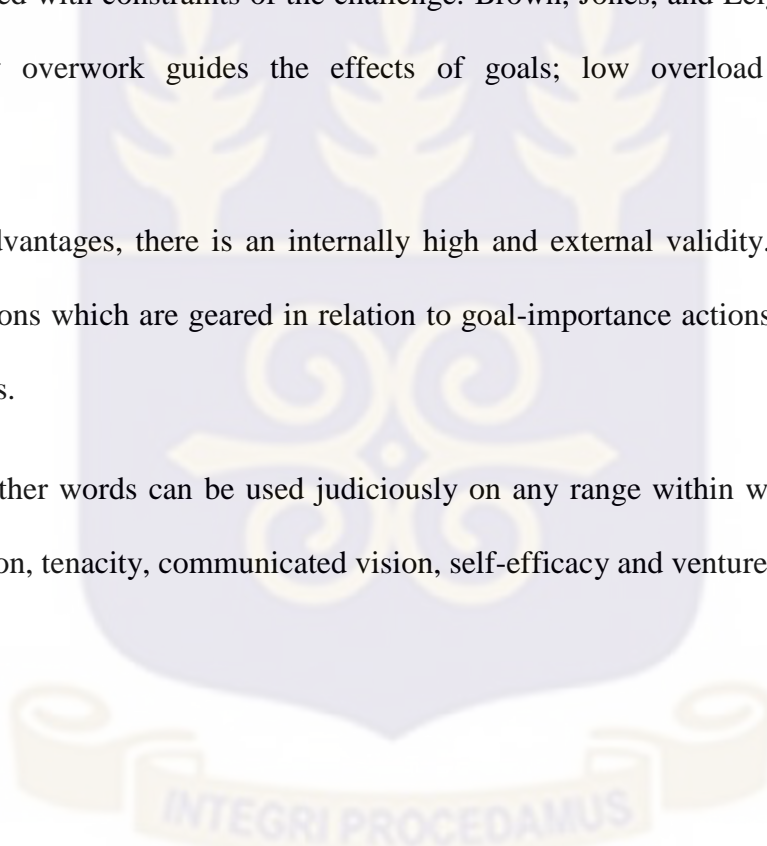 ed with constraints of the challenge. Brown, Jones, and
overwork guides the effects of goals; low overload
dvantages, there is an internally high and external validity.
ons which are geared in relation to goal-importance actions
s.
ther words can be used judiciously on any range within w
on, tenacity, communicated vision, self-efficacy and venture
INTEGRI PROCEDAMUS